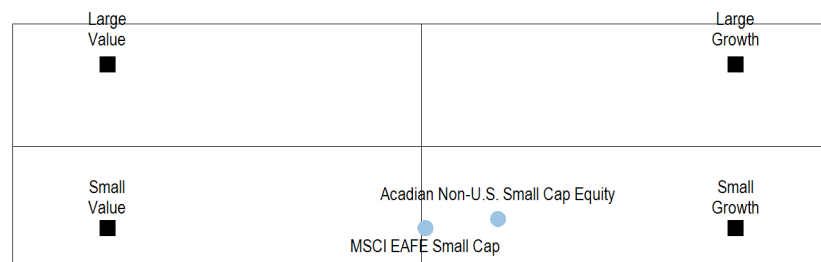 Large
Value
Large
Growth
Small
Value
Acadian Non-U.S. Small Cap Equity
Small
Growth
MSCI EAFE Small Cap